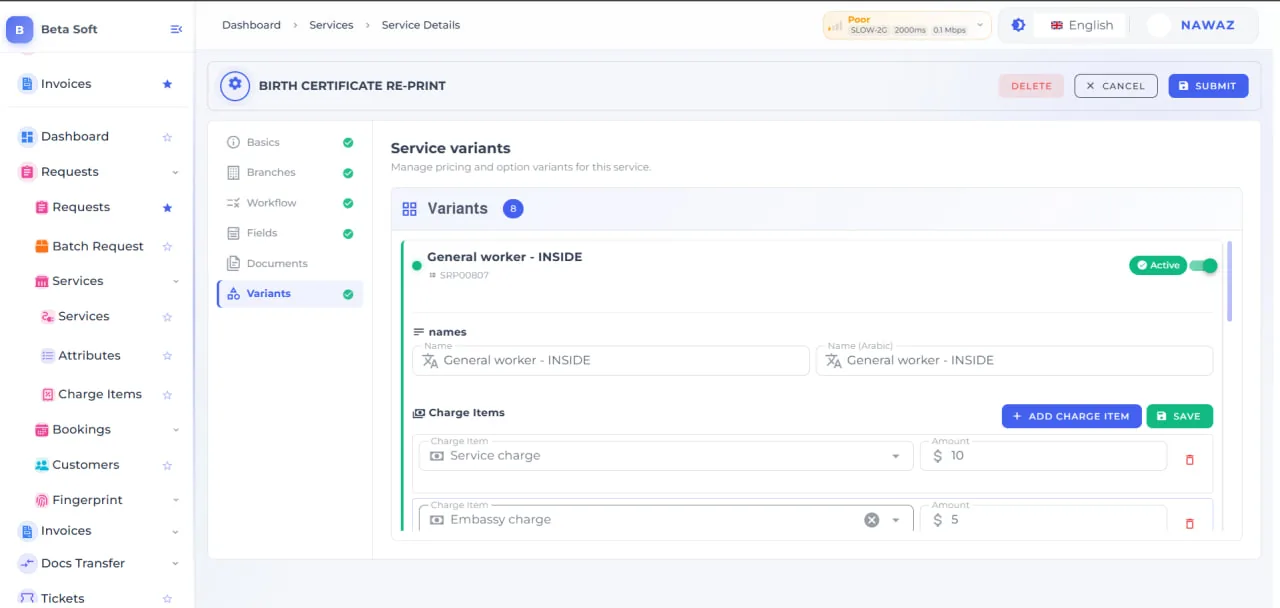 B Beta Soft
Dashboard > Services > Service Details
Poor
SLOW-2G 2000ms 0.1 Mbps
English
NAWAZ
Invoices
Dashboard
Requests
Requests
Batch Request
Services
Services
Attributes
Charge Items
Bookings
Customers
Fingerprint
Invoices
Docs Transfer
Tickets
BIRTH CERTIFICATE RE-PRINT
DELETE
CANCEL
SUBMIT
Basics
Branches
Workflow
Fields
Documents
Variants
Service variants
Manage pricing and option variants for this service.
Variants 8
General worker - INSIDE
# SRP00807
Active
names
Name
General worker - INSIDE
Name (Arabic)
General worker - INSIDE
Charge Items
+ ADD CHARGE ITEM
SAVE
Charge Item
Service charge
Amount
$ 10
Charge Item
Embassy charge
Amount
$ 5